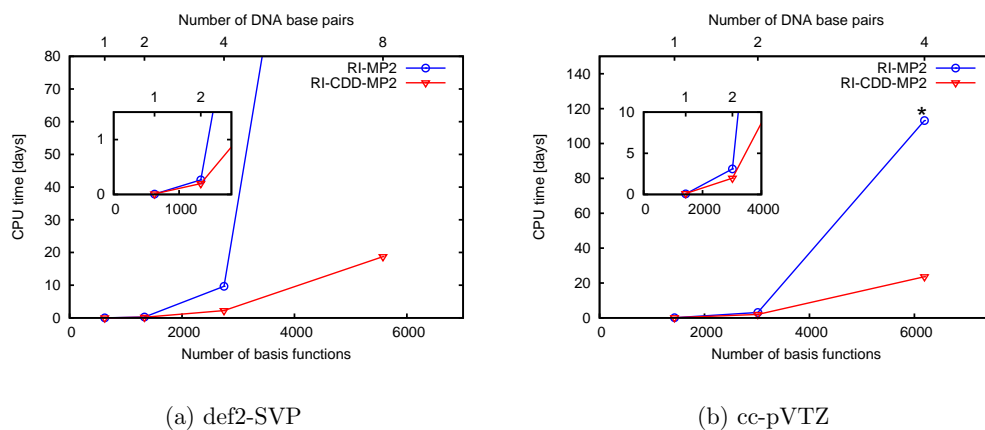 Number of DNA base pairs
1 2 4 8
80
70
60
50
40
30
20
10
0
CPU time [days]
RI-MP2
RI-CDD-MP2
1 2
1
0
0 1000
0 2000 4000 6000
Number of basis functions
(a) def2-SVP
Number of DNA base pairs
1 2 4
140
120
100
80
60
40
20
0
CPU time [days]
RI-MP2
RI-CDD-MP2
*
1 2
10
5
0
0 2000 4000
0 2000 4000 6000
Number of basis functions
(b) cc-pVTZ